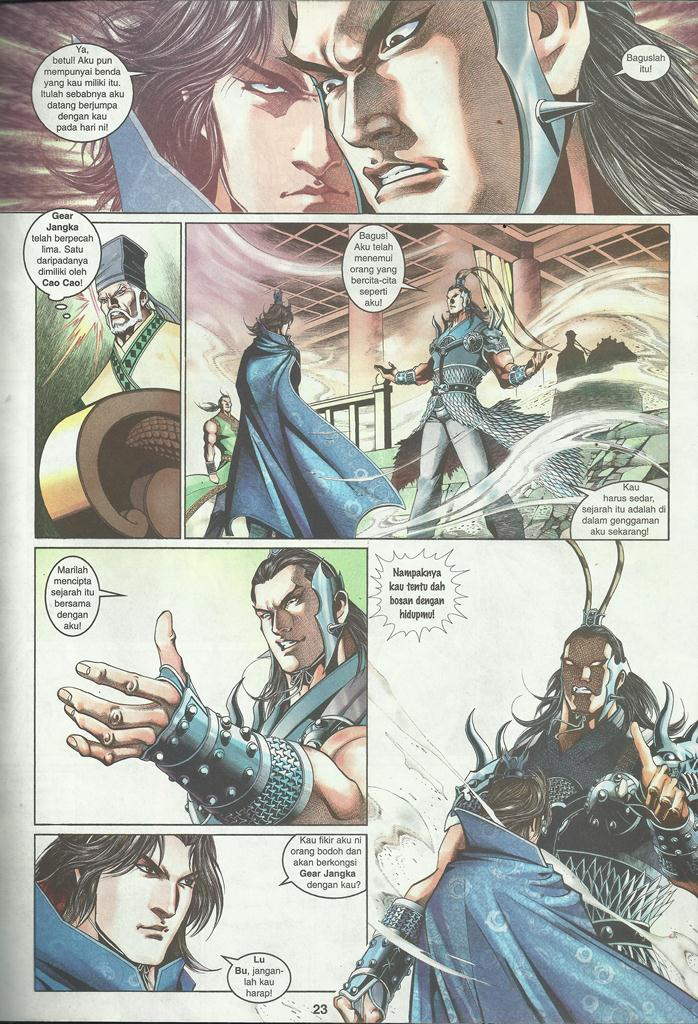 Ya,
betul! Aku pun
mempunyai benda
yang kau miliki itu.
Itulah sebabnya aku
datang berjumpa
dengan kau
pada hari ni!
Baguslah
itu!
Gear
Jangka
telah berpecah
lima. Satu
daripadanya
dimiliki oleh
Cao Cao!
Bagus!
Aku telah
menemui
orang yang
bercita-cita
seperti
aku!
Kau
harus sedar,
sejarah itu adalah di
dalam genggaman
aku sekarang!
Marilah
mencipta
sejarah itu
bersama
dengan
aku!
Nampaknya
kau tentu dah
bosan dengan
hidupmu!
Kau fikir aku ni
orang bodoh dan
akan berkongsi
Gear Jangka
dengan kau?
Lu
Bu, jangan-
lah kau
harap!
23